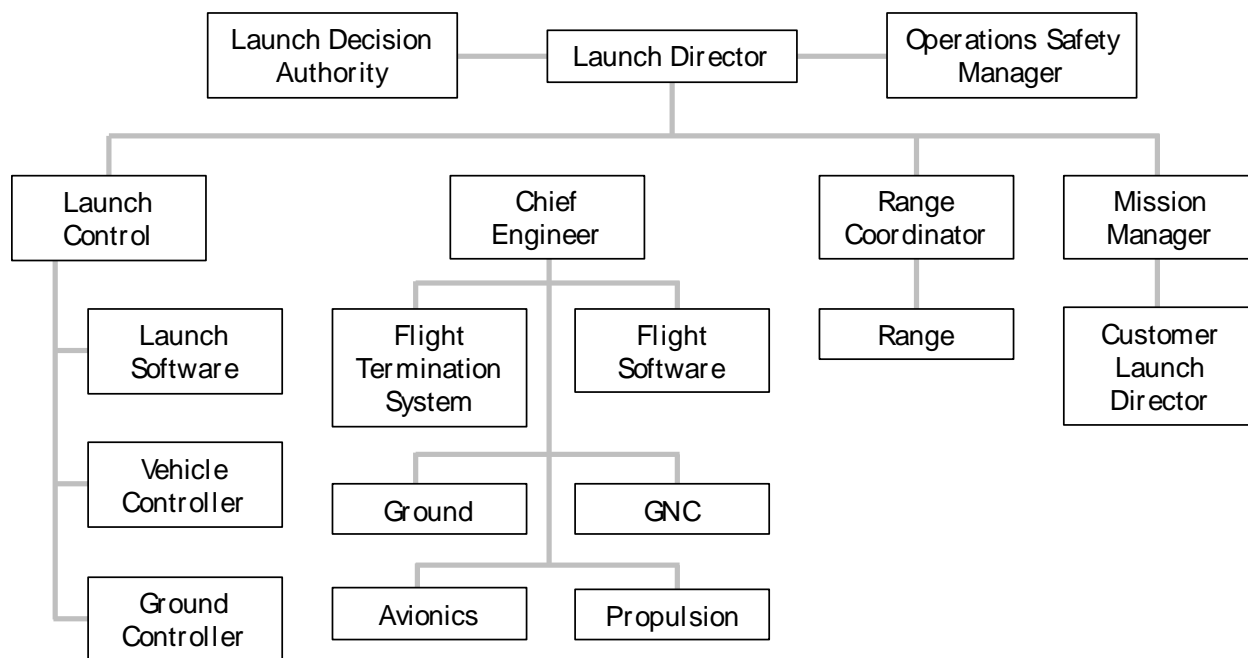 Launch Decision
Authority
Launch Director
Operations Safety
Manager
Launch
Control
Chief
Engineer
Range
Coordinator
Mission
Manager
Launch
Software
Flight
Termination
System
Flight
Software
Range
Customer
Launch
Director
Vehicle
Controller
Ground
GNC
Ground
Controller
Avionics
Propulsion